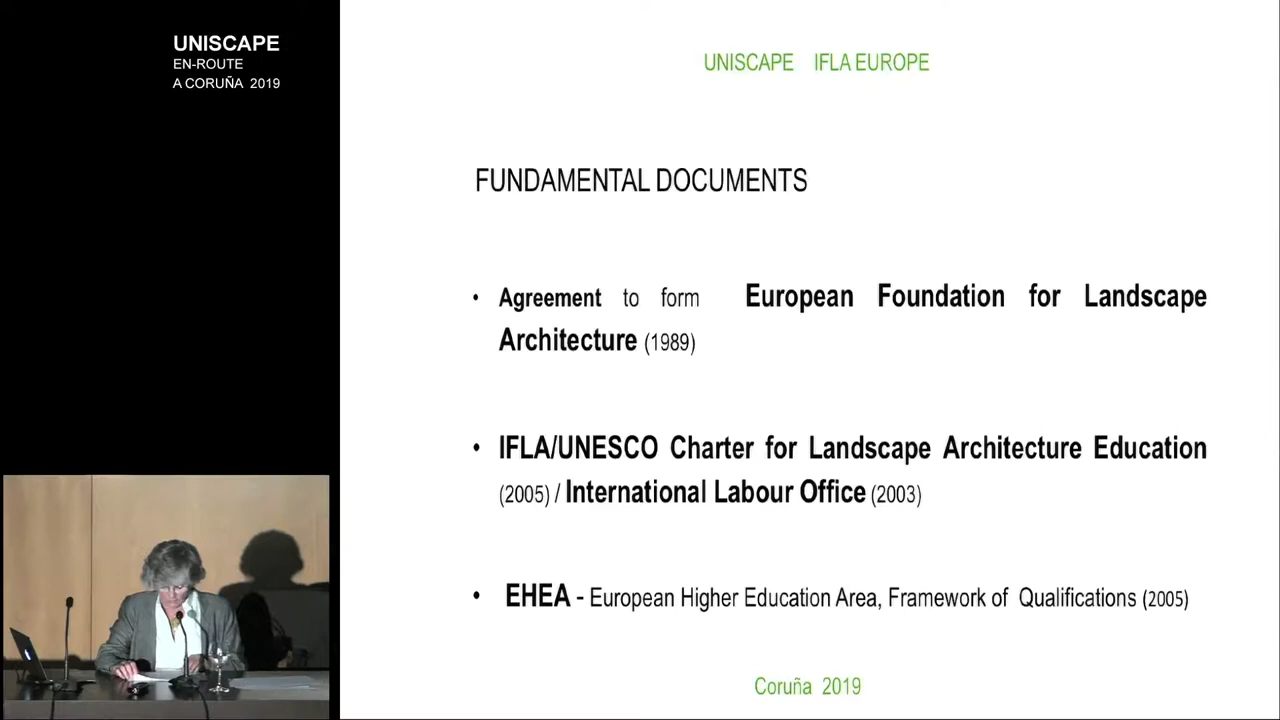 UNISCAPE
EN-ROUTE
A CORUÑA 2019
UNISCAPE IFLA EUROPE
FUNDAMENTAL DOCUMENTS
• Agreement to form European Foundation for Landscape
Architecture (1989)
• IFLA/UNESCO Charter for Landscape Architecture Education
(2005) / International Labour Office (2003)
• EHEA - European Higher Education Area, Framework of Qualifications (2005)
Coruña 2019